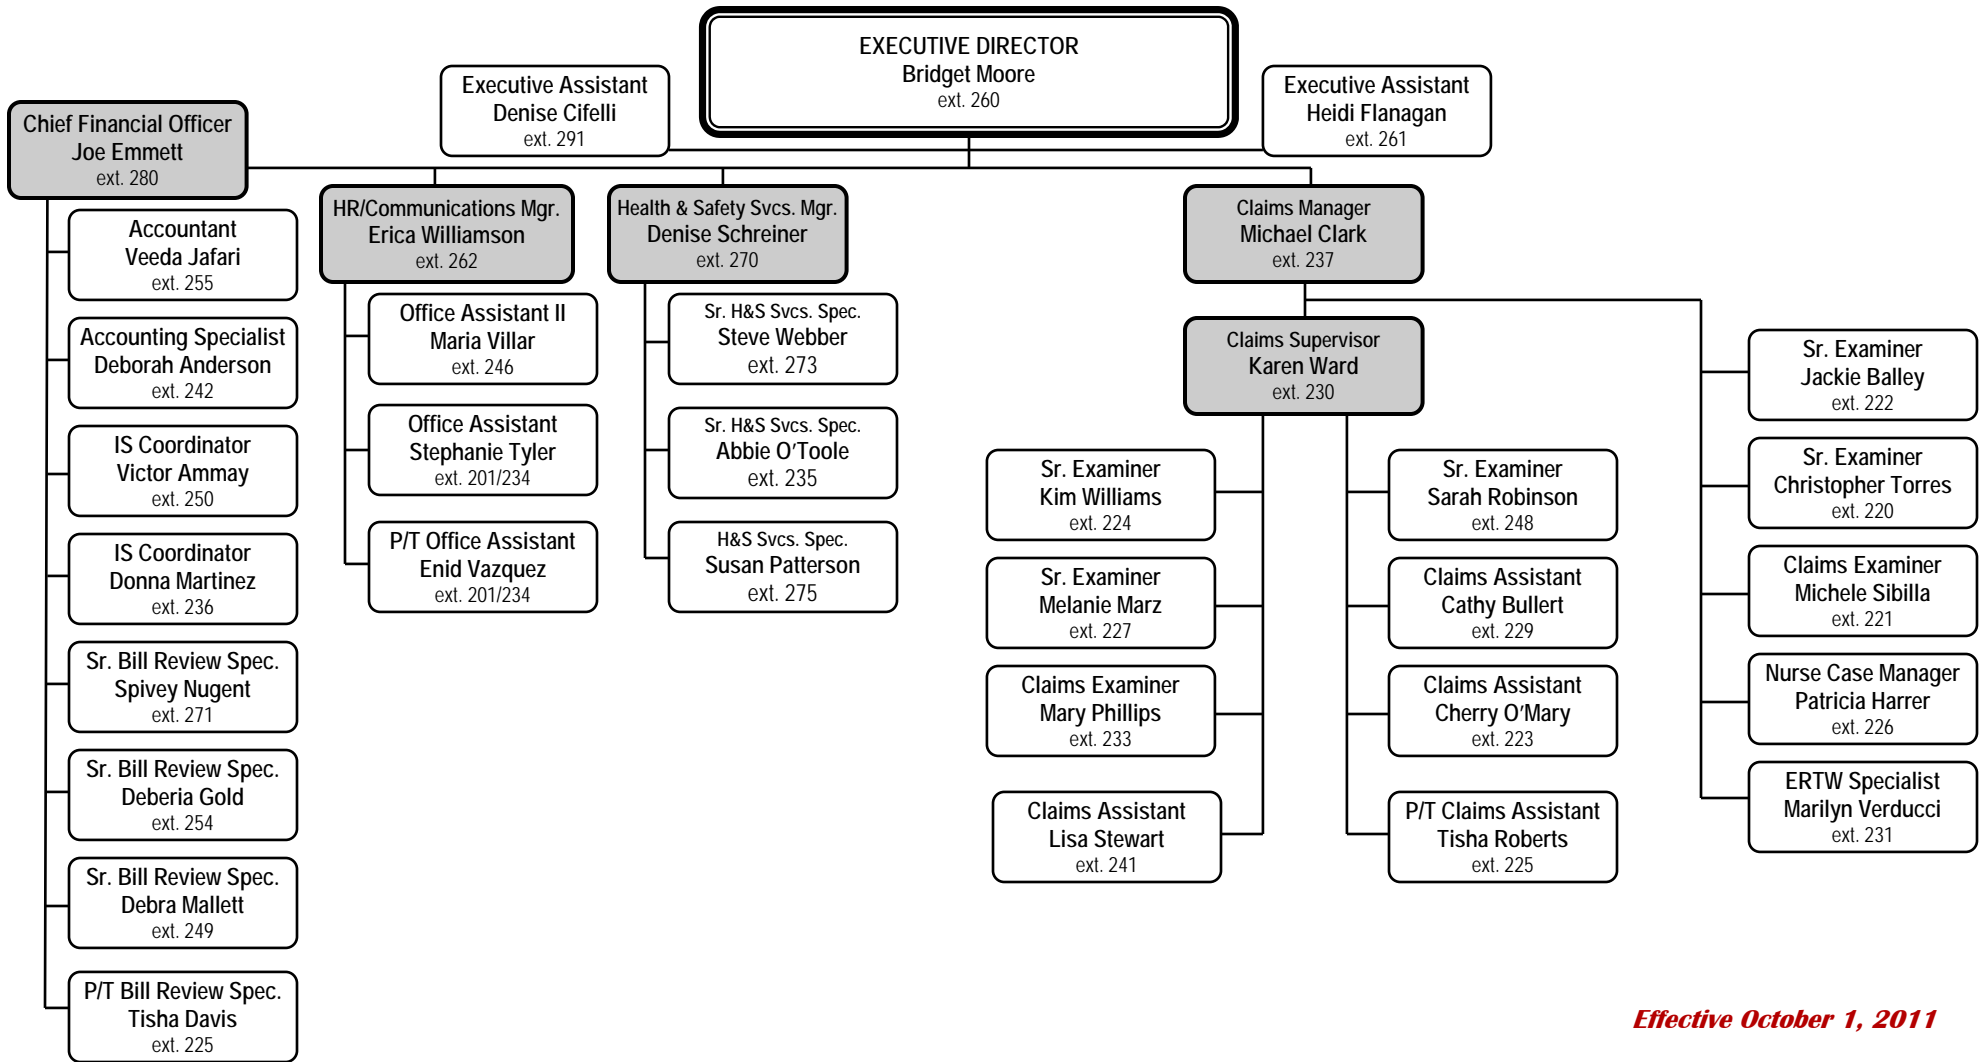 EXECUTIVE DIRECTOR
Bridget Moore
ext. 260
Executive Assistant
Denise Cifelli
ext. 291
Executive Assistant
Heidi Flanagan
ext. 261
Chief Financial Officer
Joe Emmett
ext. 280
Accountant
Veeda Jafari
ext. 255
Accounting Specialist
Deborah Anderson
ext. 242
IS Coordinator
Victor Ammay
ext. 250
IS Coordinator
Donna Martinez
ext. 236
Sr. Bill Review Spec.
Spivey Nugent
ext. 271
Sr. Bill Review Spec.
Deberia Gold
ext. 254
Sr. Bill Review Spec.
Debra Mallett
ext. 249
P/T Bill Review Spec.
Tisha Davis
ext. 225
HR/Communications Mgr.
Erica Williamson
ext. 262
Office Assistant II
Maria Villar
ext. 246
Office Assistant
Stephanie Tyler
ext. 201/234
P/T Office Assistant
Enid Vazquez
ext. 201/234
Health & Safety Svcs. Mgr.
Denise Schreiner
ext. 270
Sr. H&S Svcs. Spec.
Steve Webber
ext. 273
Sr. H&S Svcs. Spec.
Abbie O'Toole
ext. 235
H&S Svcs. Spec.
Susan Patterson
ext. 275
Claims Manager
Michael Clark
ext. 237
Claims Supervisor
Karen Ward
ext. 230
Sr. Examiner
Kim Williams
ext. 224
Sr. Examiner
Melanie Marz
ext. 227
Claims Examiner
Mary Phillips
ext. 233
Claims Assistant
Lisa Stewart
ext. 241
Sr. Examiner
Sarah Robinson
ext. 248
Claims Assistant
Cathy Bullert
ext. 229
Claims Assistant
Cherry O'Mary
ext. 223
P/T Claims Assistant
Tisha Roberts
ext. 225
Sr. Examiner
Jackie Balley
ext. 222
Sr. Examiner
Christopher Torres
ext. 220
Claims Examiner
Michele Sibilla
ext. 221
Nurse Case Manager
Patricia Harrer
ext. 226
ERTW Specialist
Marilyn Verducci
ext. 231
Effective October 1, 2011